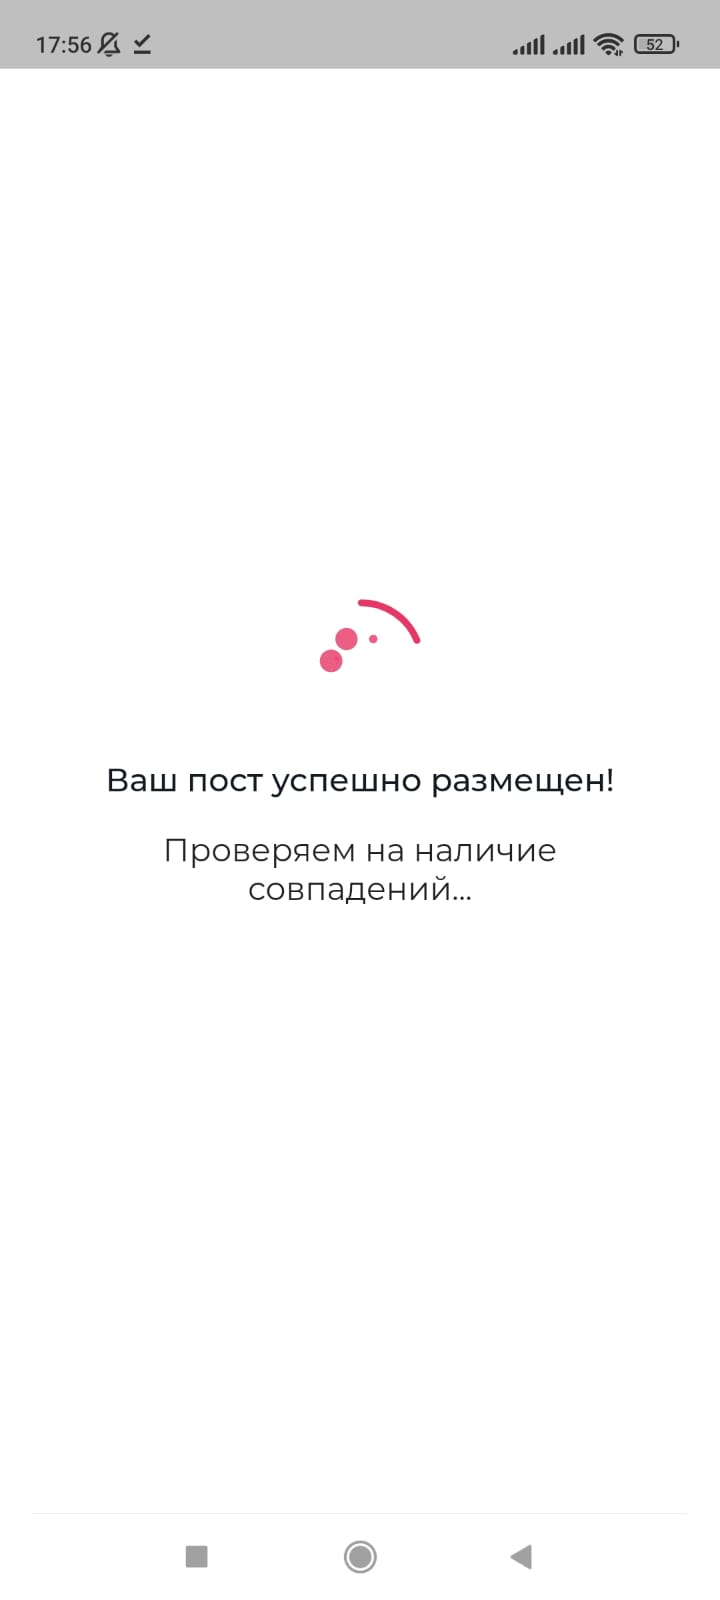 17:56
52
Ваш пост успешно размещен!
Проверяем на наличие
совпадений...